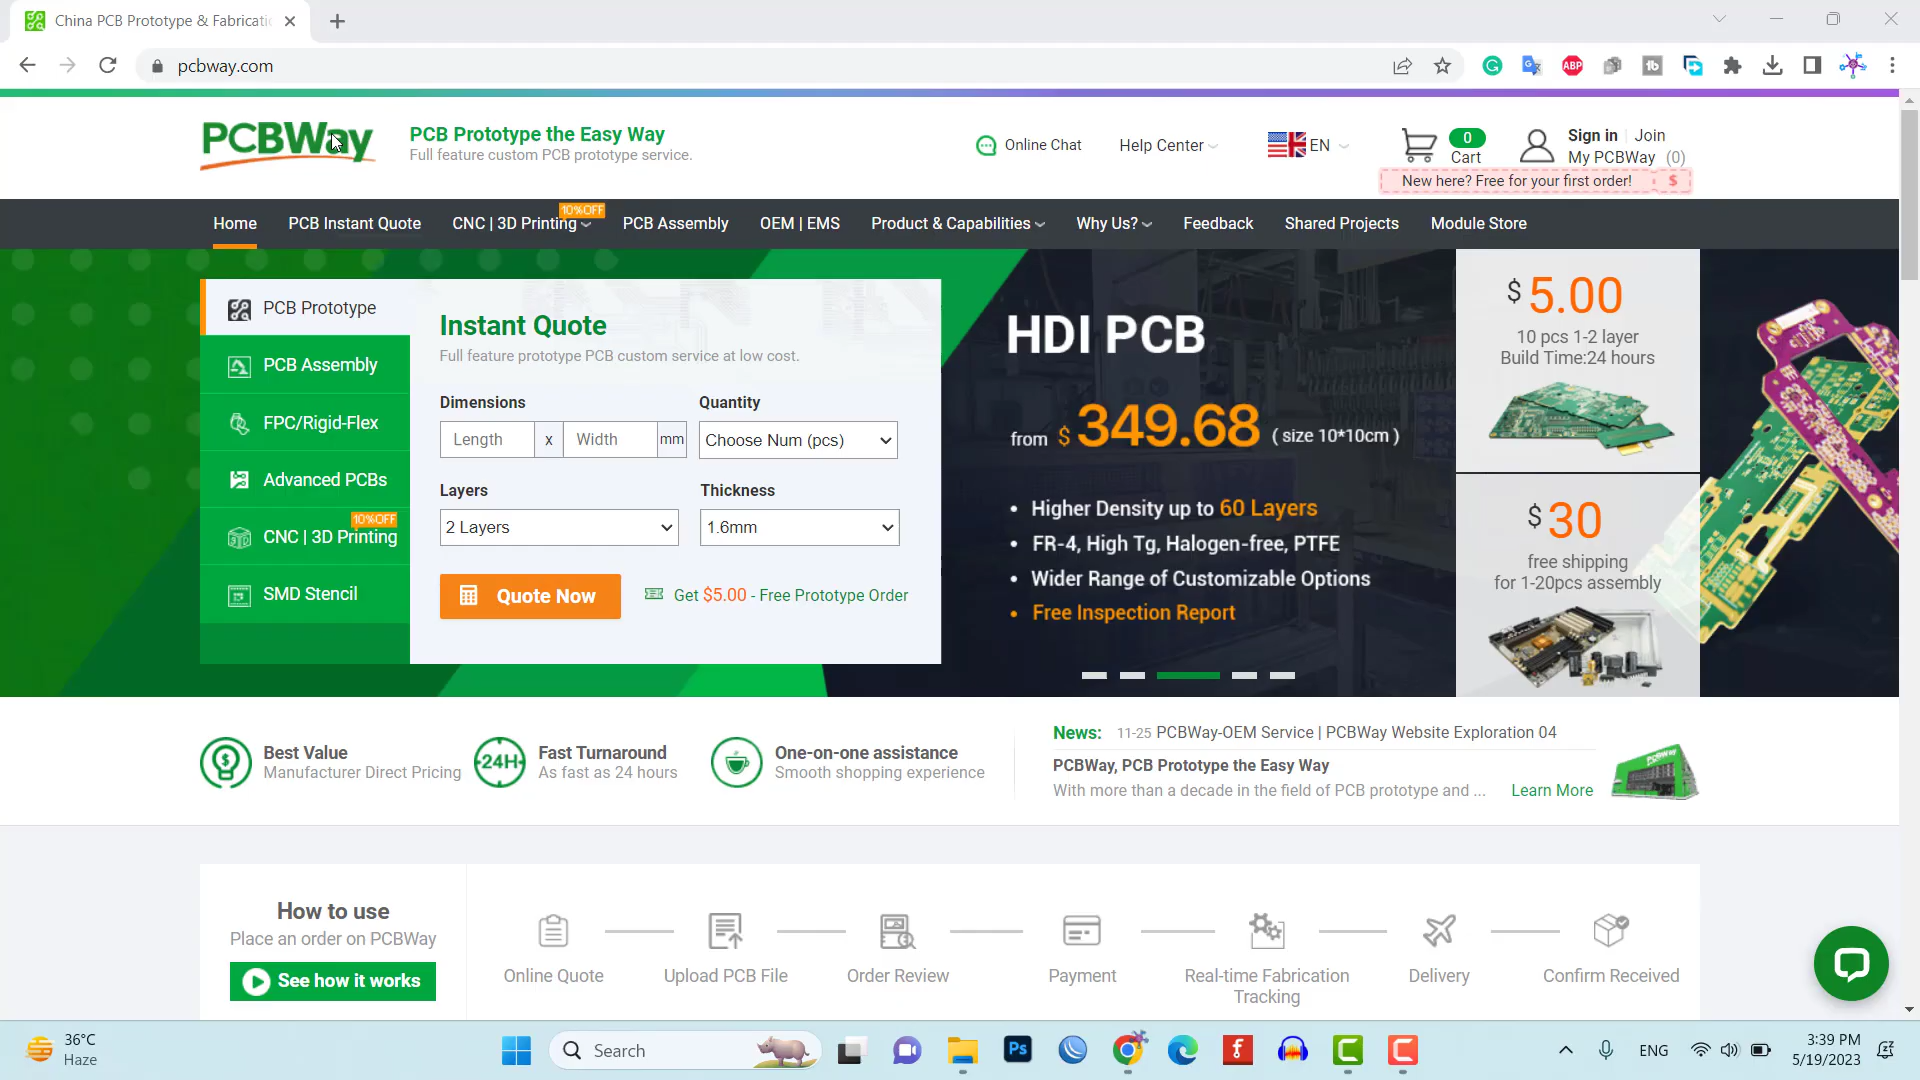 China PCB Prototype & Fabricatio
pcbway.com
PCBWay
PCB Prototype the Easy Way
Full feature custom PCB prototype service.
Online Chat
Help Center
EN
0
Cart
Sign in
Join
My PCBWay (0)
New here? Free for your first order! $
Home
PCB Instant Quote
CNC | 3D Printing
10%OFF
PCB Assembly
OEM | EMS
Product & Capabilities
Why Us?
Feedback
Shared Projects
Module Store
PCB Prototype
PCB Assembly
FPC/Rigid-Flex
Advanced PCBs
10%OFF
CNC | 3D Printing
SMD Stencil
Instant Quote
Full feature prototype PCB custom service at low cost.
Dimensions
Quantity
Length x Width mm
Choose Num (pcs)
Layers
Thickness
2 Layers
1.6mm
Quote Now
Get $5.00 - Free Prototype Order
HDI PCB
from $ 349.68 ( size 10*10cm )
• Higher Density up to 60 Layers
• FR-4, High Tg, Halogen-free, PTFE
• Wider Range of Customizable Options
• Free Inspection Report
$ 5.00
10 pcs 1-2 layer
Build Time:24 hours
$ 30
free shipping
for 1-20pcs assembly
Best Value
Manufacturer Direct Pricing
24H
Fast Turnaround
As fast as 24 hours
One-on-one assistance
Smooth shopping experience
News: 11-25 PCBWay-OEM Service | PCBWay Website Exploration 04
PCBWay, PCB Prototype the Easy Way
With more than a decade in the field of PCB prototype and ... Learn More
How to use
Place an order on PCBWay
See how it works
Online Quote
Upload PCB File
Order Review
Payment
Real-time Fabrication
Tracking
Delivery
Confirm Received
36°C
Haze
Search
ENG
3:39 PM
5/19/2023
ABP
Ps